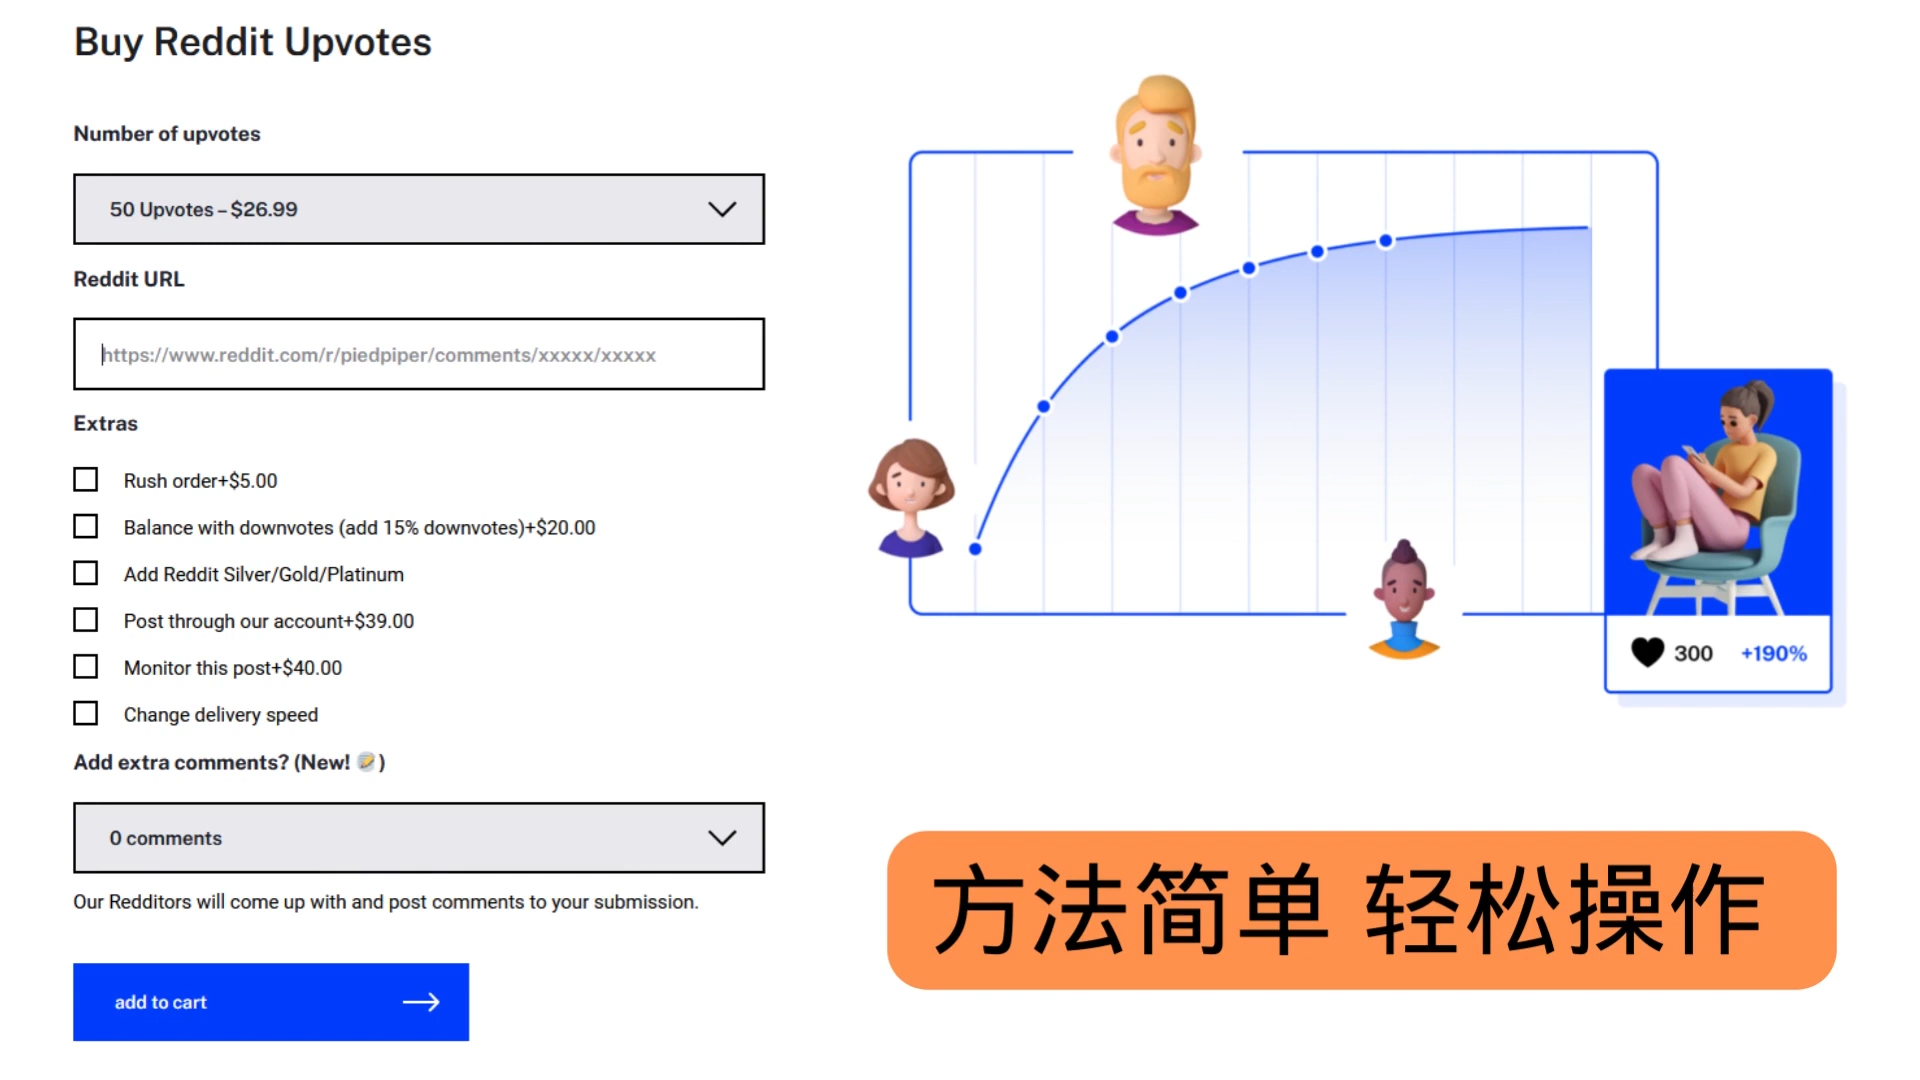 Buy Reddit Upvotes
Number of upvotes
50 Upvotes – $26.99
Reddit URL
https://www.reddit.com/r/piedpiper/comments/xxxxx/xxxxx
Extras
Rush order+$5.00
Balance with downvotes (add 15% downvotes)+$20.00
Add Reddit Silver/Gold/Platinum
Post through our account+$39.00
Monitor this post+$40.00
Change delivery speed
Add extra comments? (New! 📝)
0 comments
Our Redditors will come up with and post comments to your submission.
add to cart
300 +190%
方法简单 轻松操作